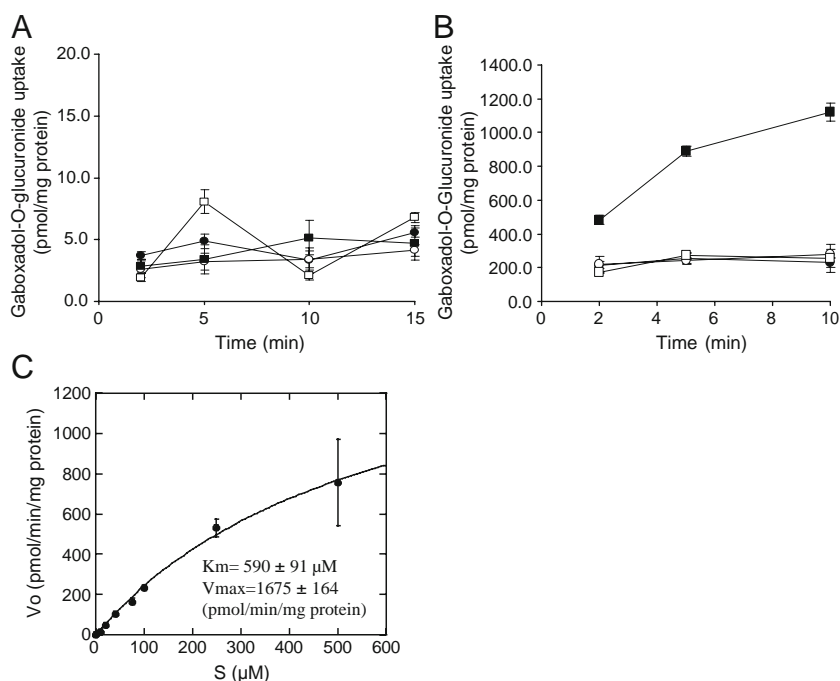 A
Gaboxadol-O-glucuronide uptake
(pmol/mg protein)
20.0
15.0
10.0
5.0
0.0
0
5
10
15
Time (min)
B
Gaboxadol-O-Glucuronide uptake
(pmol/mg protein)
1400.0
1200.0
1000.0
800.0
600.0
400.0
200.0
0.0
0
2
4
6
8
10
Time (min)
C
Vo (pmol/min/mg protein)
1200
1000
800
600
400
200
0
Km= 590 ± 91 µM
Vmax=1675 ± 164
(pmol/min/mg protein)
0
100
200
300
400
500
600
S (µM)